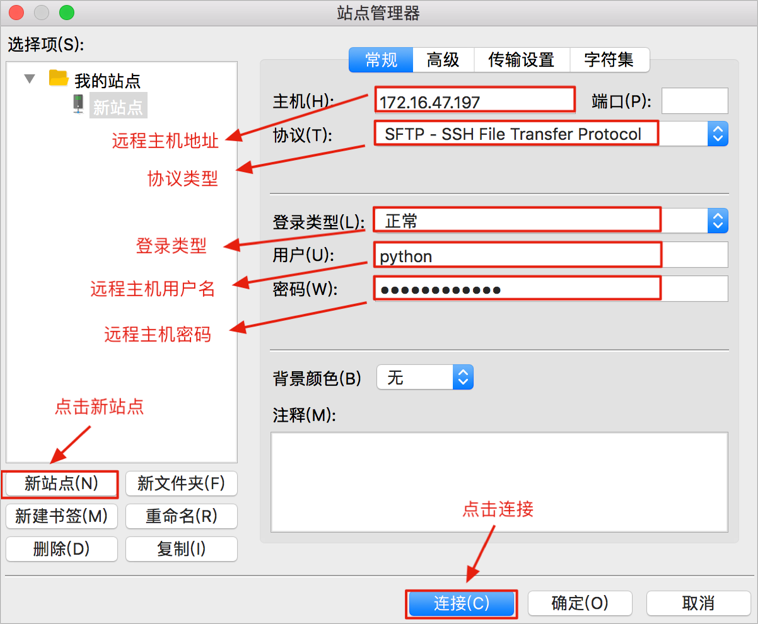 站点管理器
选择项(S):
我的站点
新站点
常规 高级 传输设置 字符集
主机(H): 172.16.47.197 端口(P):
远程主机地址
协议(T): SFTP - SSH File Transfer Protocol
协议类型
登录类型(L): 正常
登录类型
用户(U): python
远程主机用户名
密码(W): ●●●●●●●●●●●●
远程主机密码
背景颜色(B) 无
点击新站点
注释(M):
新站点(N) 新文件夹(F)
新建书签(M) 重命名(R)
删除(D) 复制(I)
点击连接
连接(C) 确定(O) 取消